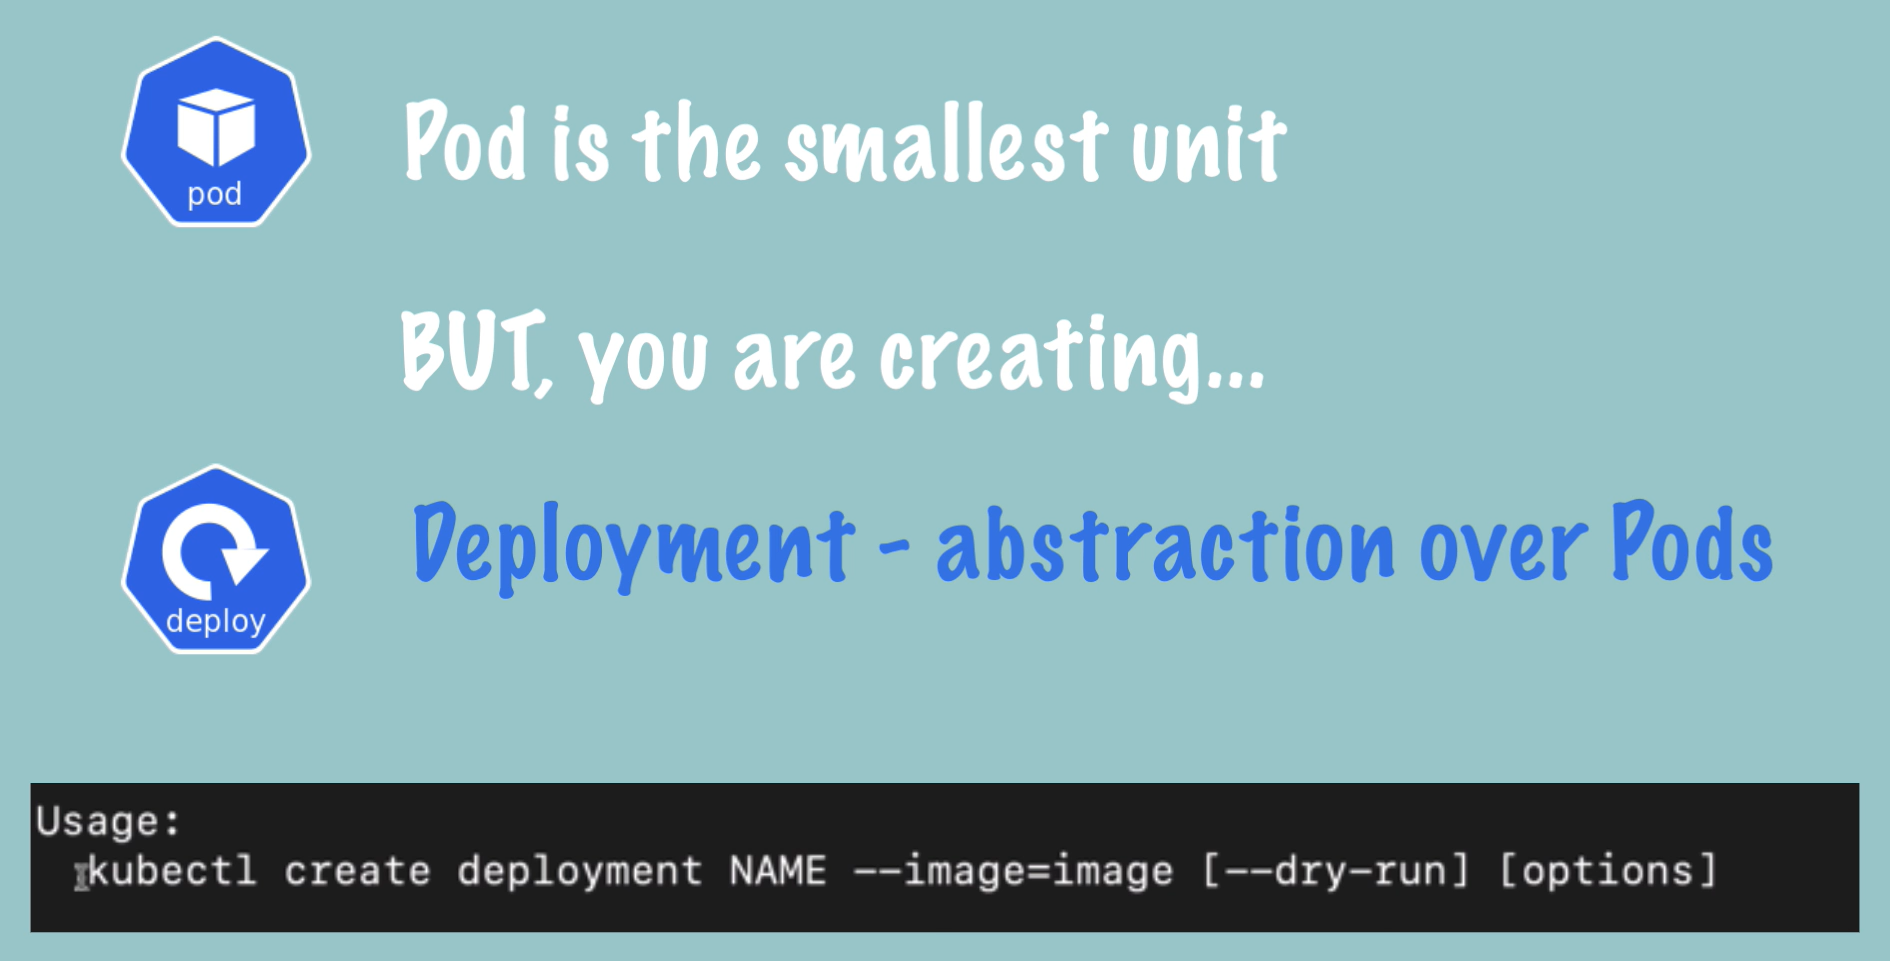 pod
Pod is the smallest unit
BUT, you are creating...
deploy
Deployment - abstraction over Pods
Usage:
kubectl create deployment NAME --image=image [--dry-run] [options]